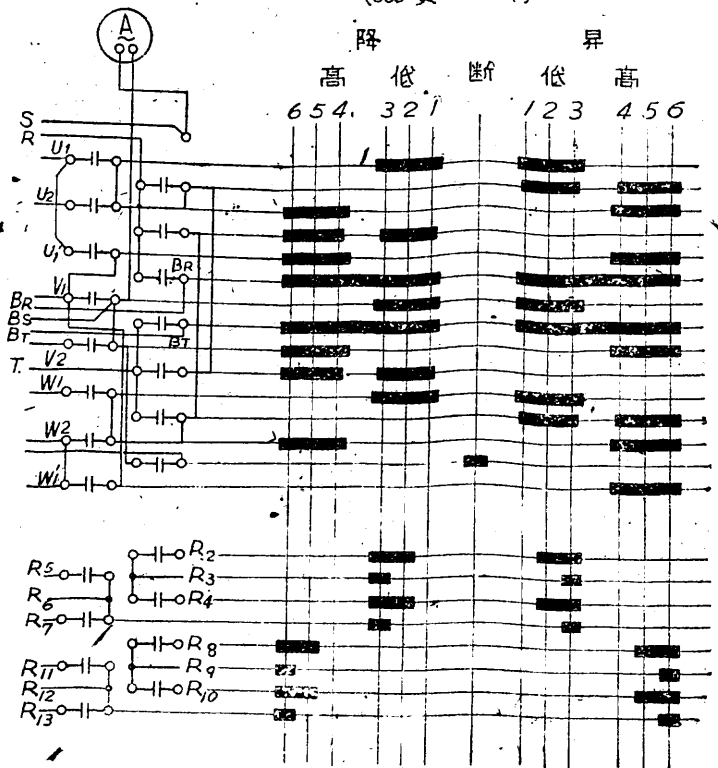 A
降 昇
高 低 断 低 高
6 5 4 3 2 1 1 2 3 4 5 6
S
R
U1
U2
U1'
BR
V1
BR
BS
BT
BT
T V2
W1
W2
W1'
R2
R5
R3
R6
R4
R7
R8
R11
R9
R12
R10
R13